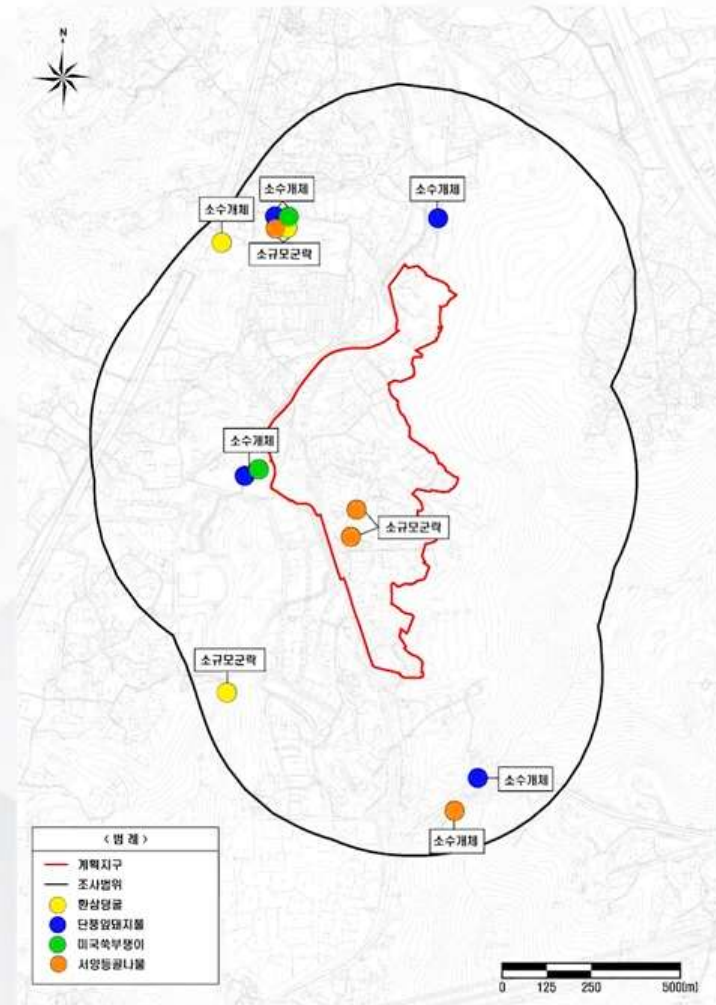 N
소수개체
소수개체
소수개체
소규모군락
소수개체
소규모군락
소규모군락
소수개체
소수개체
< 범 례 >
계획지구
조사범위
환삼덩굴
단풍잎돼지풀
미국쑥부쟁이
서양등골나물
0 125 250 500(m)